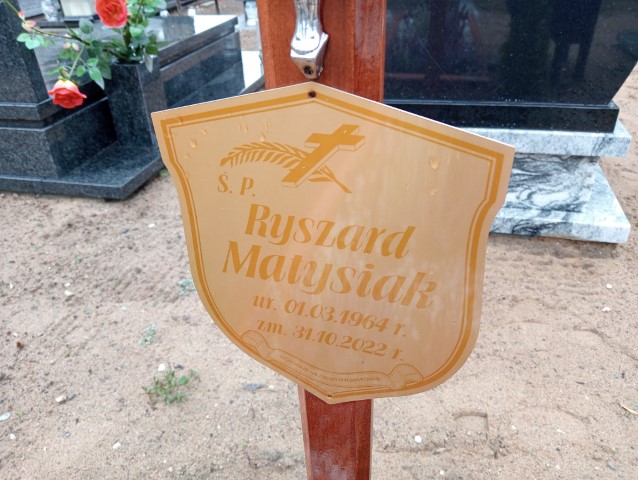 Ś. P.
Ryszard
Matysiak
ur. 01.03.1964 r.
zm. 31.10.2022 r.